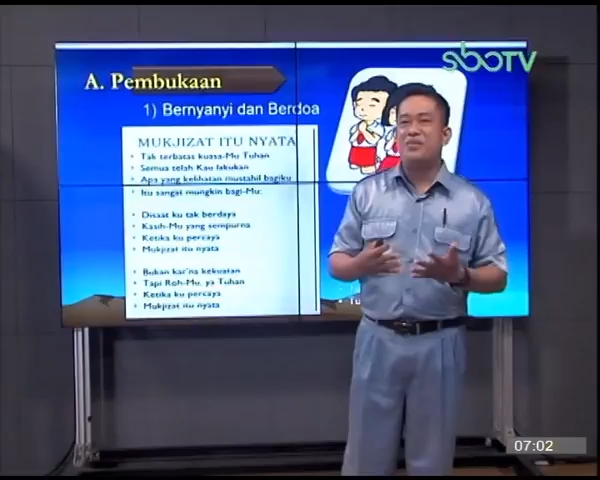 sbOTV
A. Pembukaan
1) Bernyanyi dan Berdoa
MUKJIZAT ITU NYATA
• Tak terbatas kuasa-Mu Tuhan
• Semua telah Kau lakukan
• Apa yang kelihatan mustahil bagiku
• Itu sangat mungkin bagi-Mu:
• Disaat ku tak berdaya
• Kasih-Mu yang sempurna
• Ketika ku percaya
• Mukjizat itu nyata
• Bukan kar'na kekuatan
• Tapi Roh-Mu, ya Tuhan
• Ketika ku percaya
• Mukjizat itu nyata
07:02